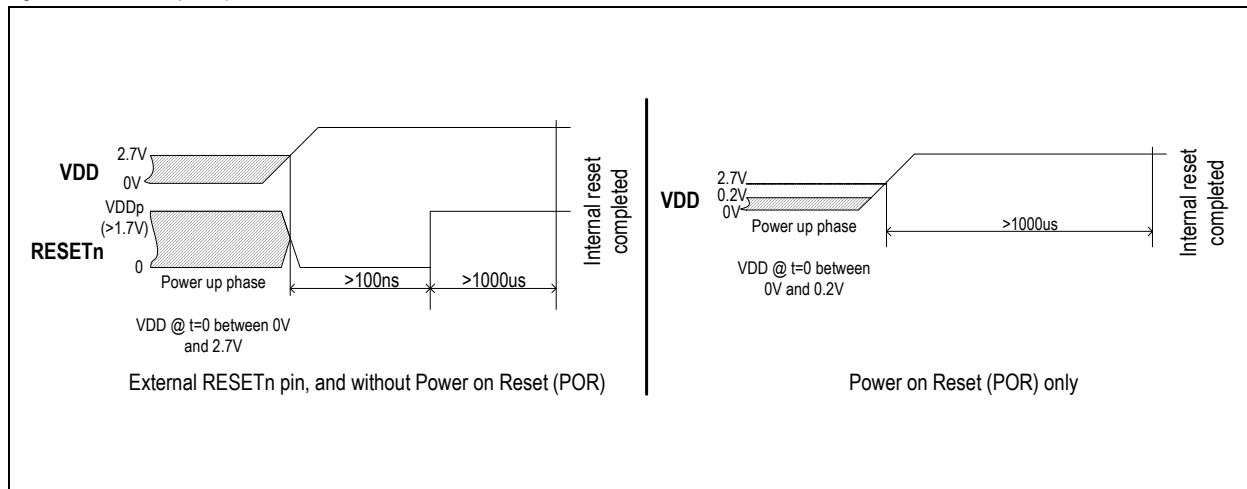 2.7V
VDD
0V
VDDp
(>1.7V)
RESETn
0
Power up phase
>100ns
>1000us
Internal reset
completed
VDD @ t=0 between 0V
and 2.7V
External RESETn pin, and without Power on Reset (POR)
2.7V
0.2V
VDD
0V
Power up phase
>1000us
Internal reset
completed
VDD @ t=0 between
0V and 0.2V
Power on Reset (POR) only